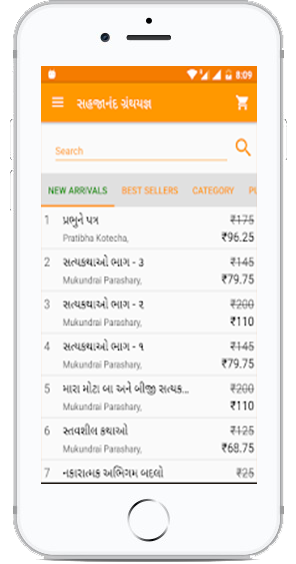 8:09
સહજાનંદ ગ્રંથયજ્ઞ
Search
NEW ARRIVALS BEST SELLERS CATEGORY
1 પ્રભુને પત્ર ₹175
Pratibha Kotecha, ₹96.25
2 સત્યકથાઓ ભાગ - ૩ ₹145
Mukundrai Parashary, ₹79.75
3 સત્યકથાઓ ભાગ - ૨ ₹200
Mukundrai Parashary, ₹110
4 સત્યકથાઓ ભાગ - ૧ ₹145
Mukundrai Parashary, ₹79.75
5 મારા મોટા બા અને બીજી સત્યક... ₹200
Mukundrai Parashary, ₹110
6 સ્તવશીલ કથાઓ ₹125
Mukundrai Parashary, ₹68.75
7 નકારાત્મક અભિગમ બદલો ₹25